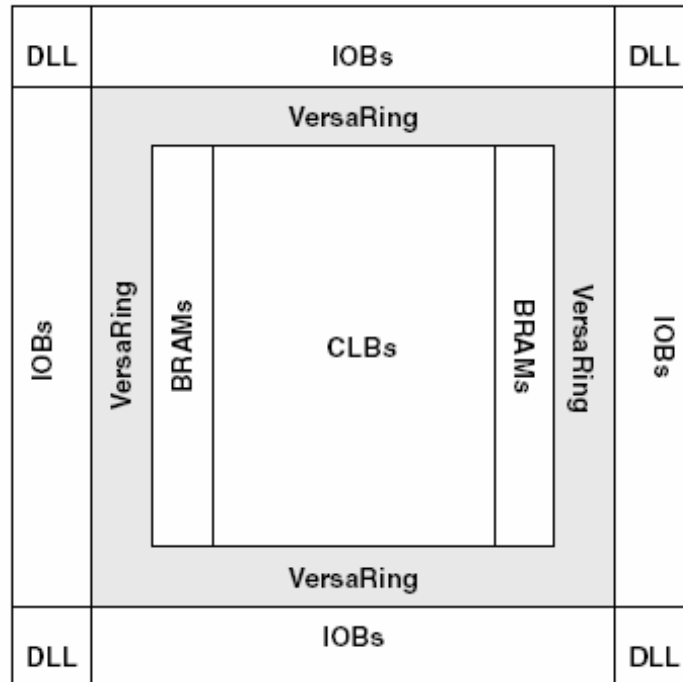 DLL
IOBs
DLL
VersaRing
IOBs
VersaRing
BRAMs
CLBs
BRAMs
VersaRing
IOBs
VersaRing
DLL
IOBs
DLL